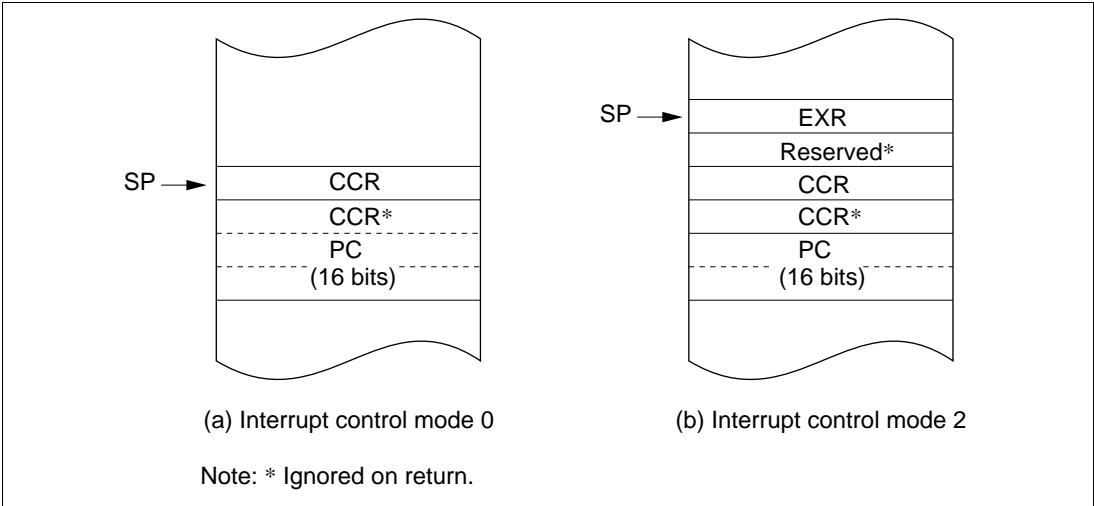 SP
CCR
CCR*
PC
(16 bits)
(a) Interrupt control mode 0
SP
EXR
Reserved*
CCR
CCR*
PC
(16 bits)
(b) Interrupt control mode 2
Note: * Ignored on return.